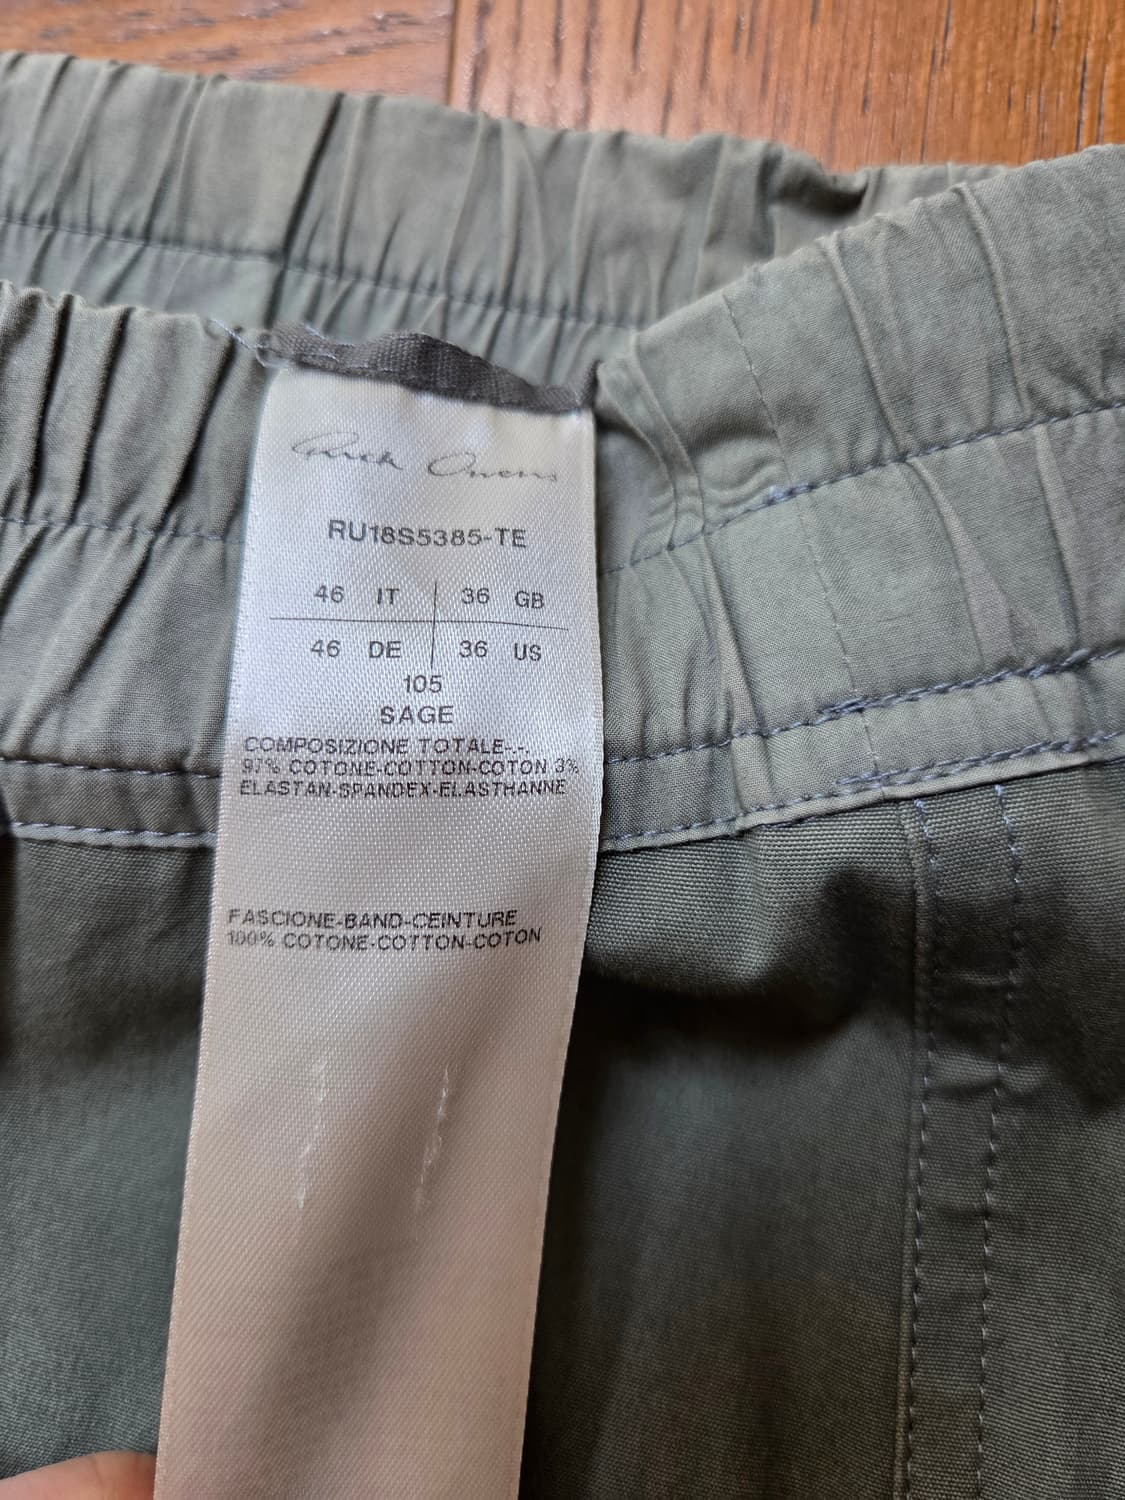 Rick Owens
RU18S5385-TE
46 IT 36 GB
46 DE 36 US
105
SAGE
COMPOSIZIONE TOTALE-.-.
97% COTONE-COTTON-COTON 3%
ELASTAN-SPANDEX-ELASTHANNE
FASCIONE-BAND-CEINTURE
100% COTONE-COTTON-COTON